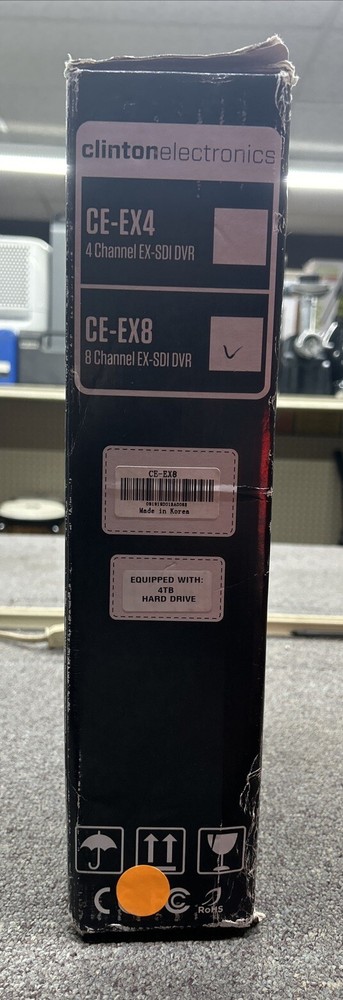 clintonelectronics
CE-EX4
4 Channel EX-SDI DVR
CE-EX8
8 Channel EX-SDI DVR
CE-EX8
Made in Korea
EQUIPPED WITH:
4TB
HARD DRIVE
RoHS